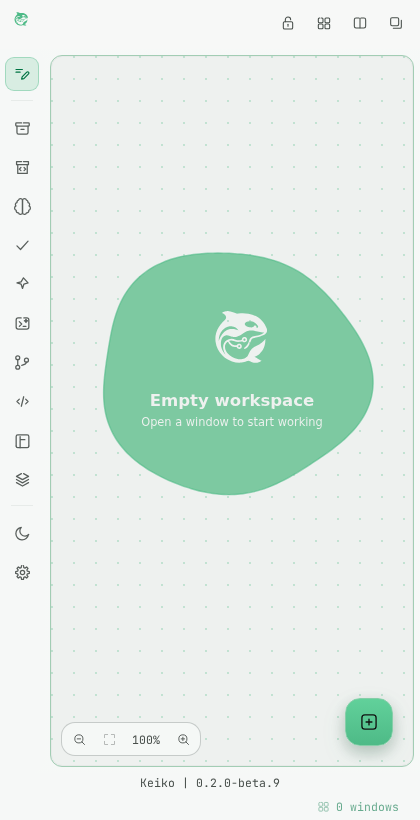 Empty workspace
Open a window to start working
100%
Keiko | 0.2.0-beta.9
0 windows